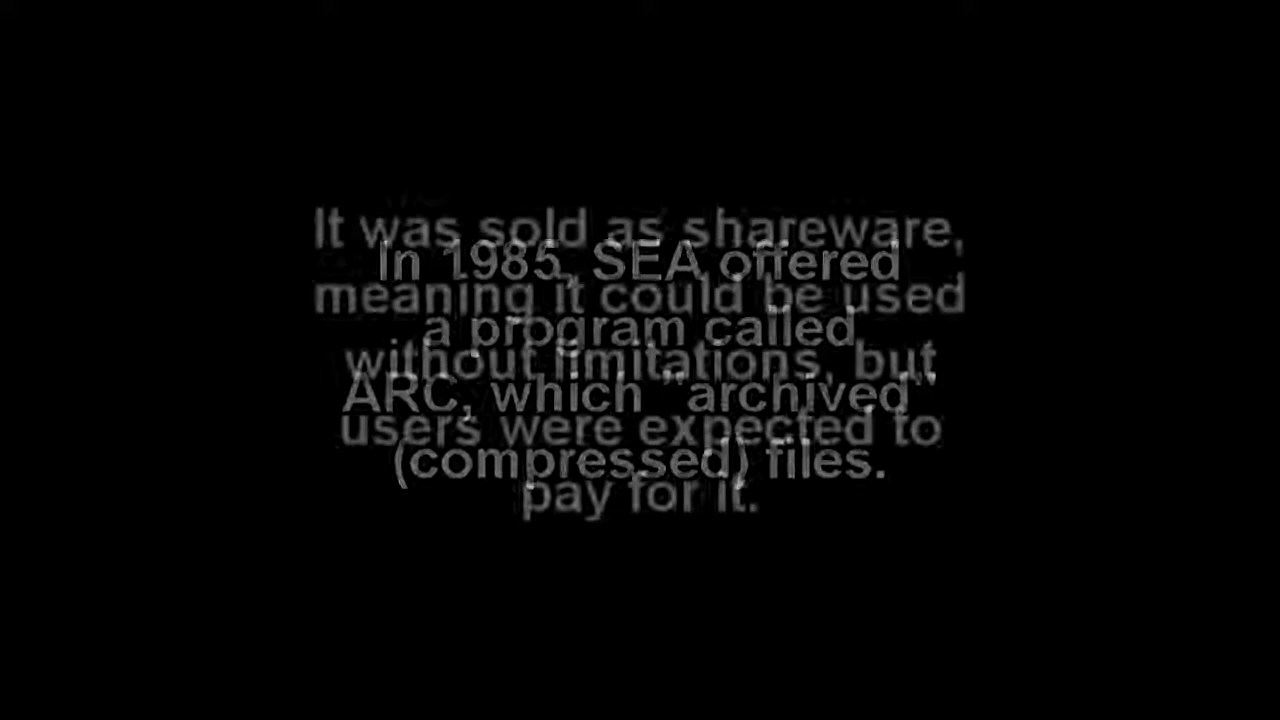 In 1985, SEA offered
a program called
ARC, which "archived"
(compressed) files.
It was sold as shareware,
meaning it could be used
without limitations, but
users were expected to
pay for it.